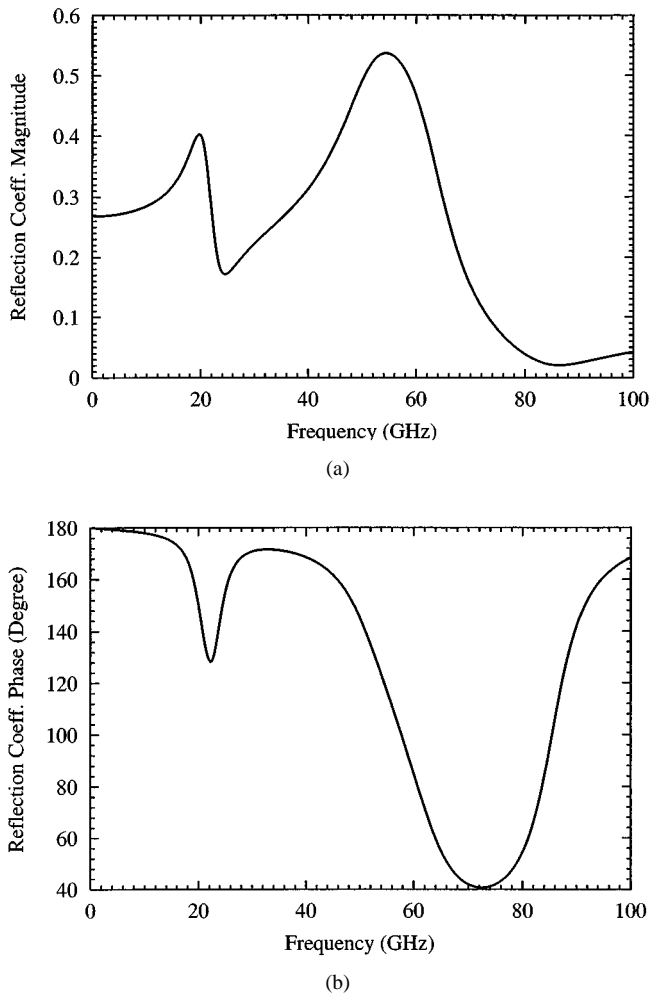 0.6
0.5
0.4
0.3
0.2
0.1
0
Reflection Coeff. Magnitude
0 20 40 60 80 100
Frequency (GHz)
(a)
180
160
140
120
100
80
60
40
Reflection Coeff. Phase (Degree)
0 20 40 60 80 100
Frequency (GHz)
(b)